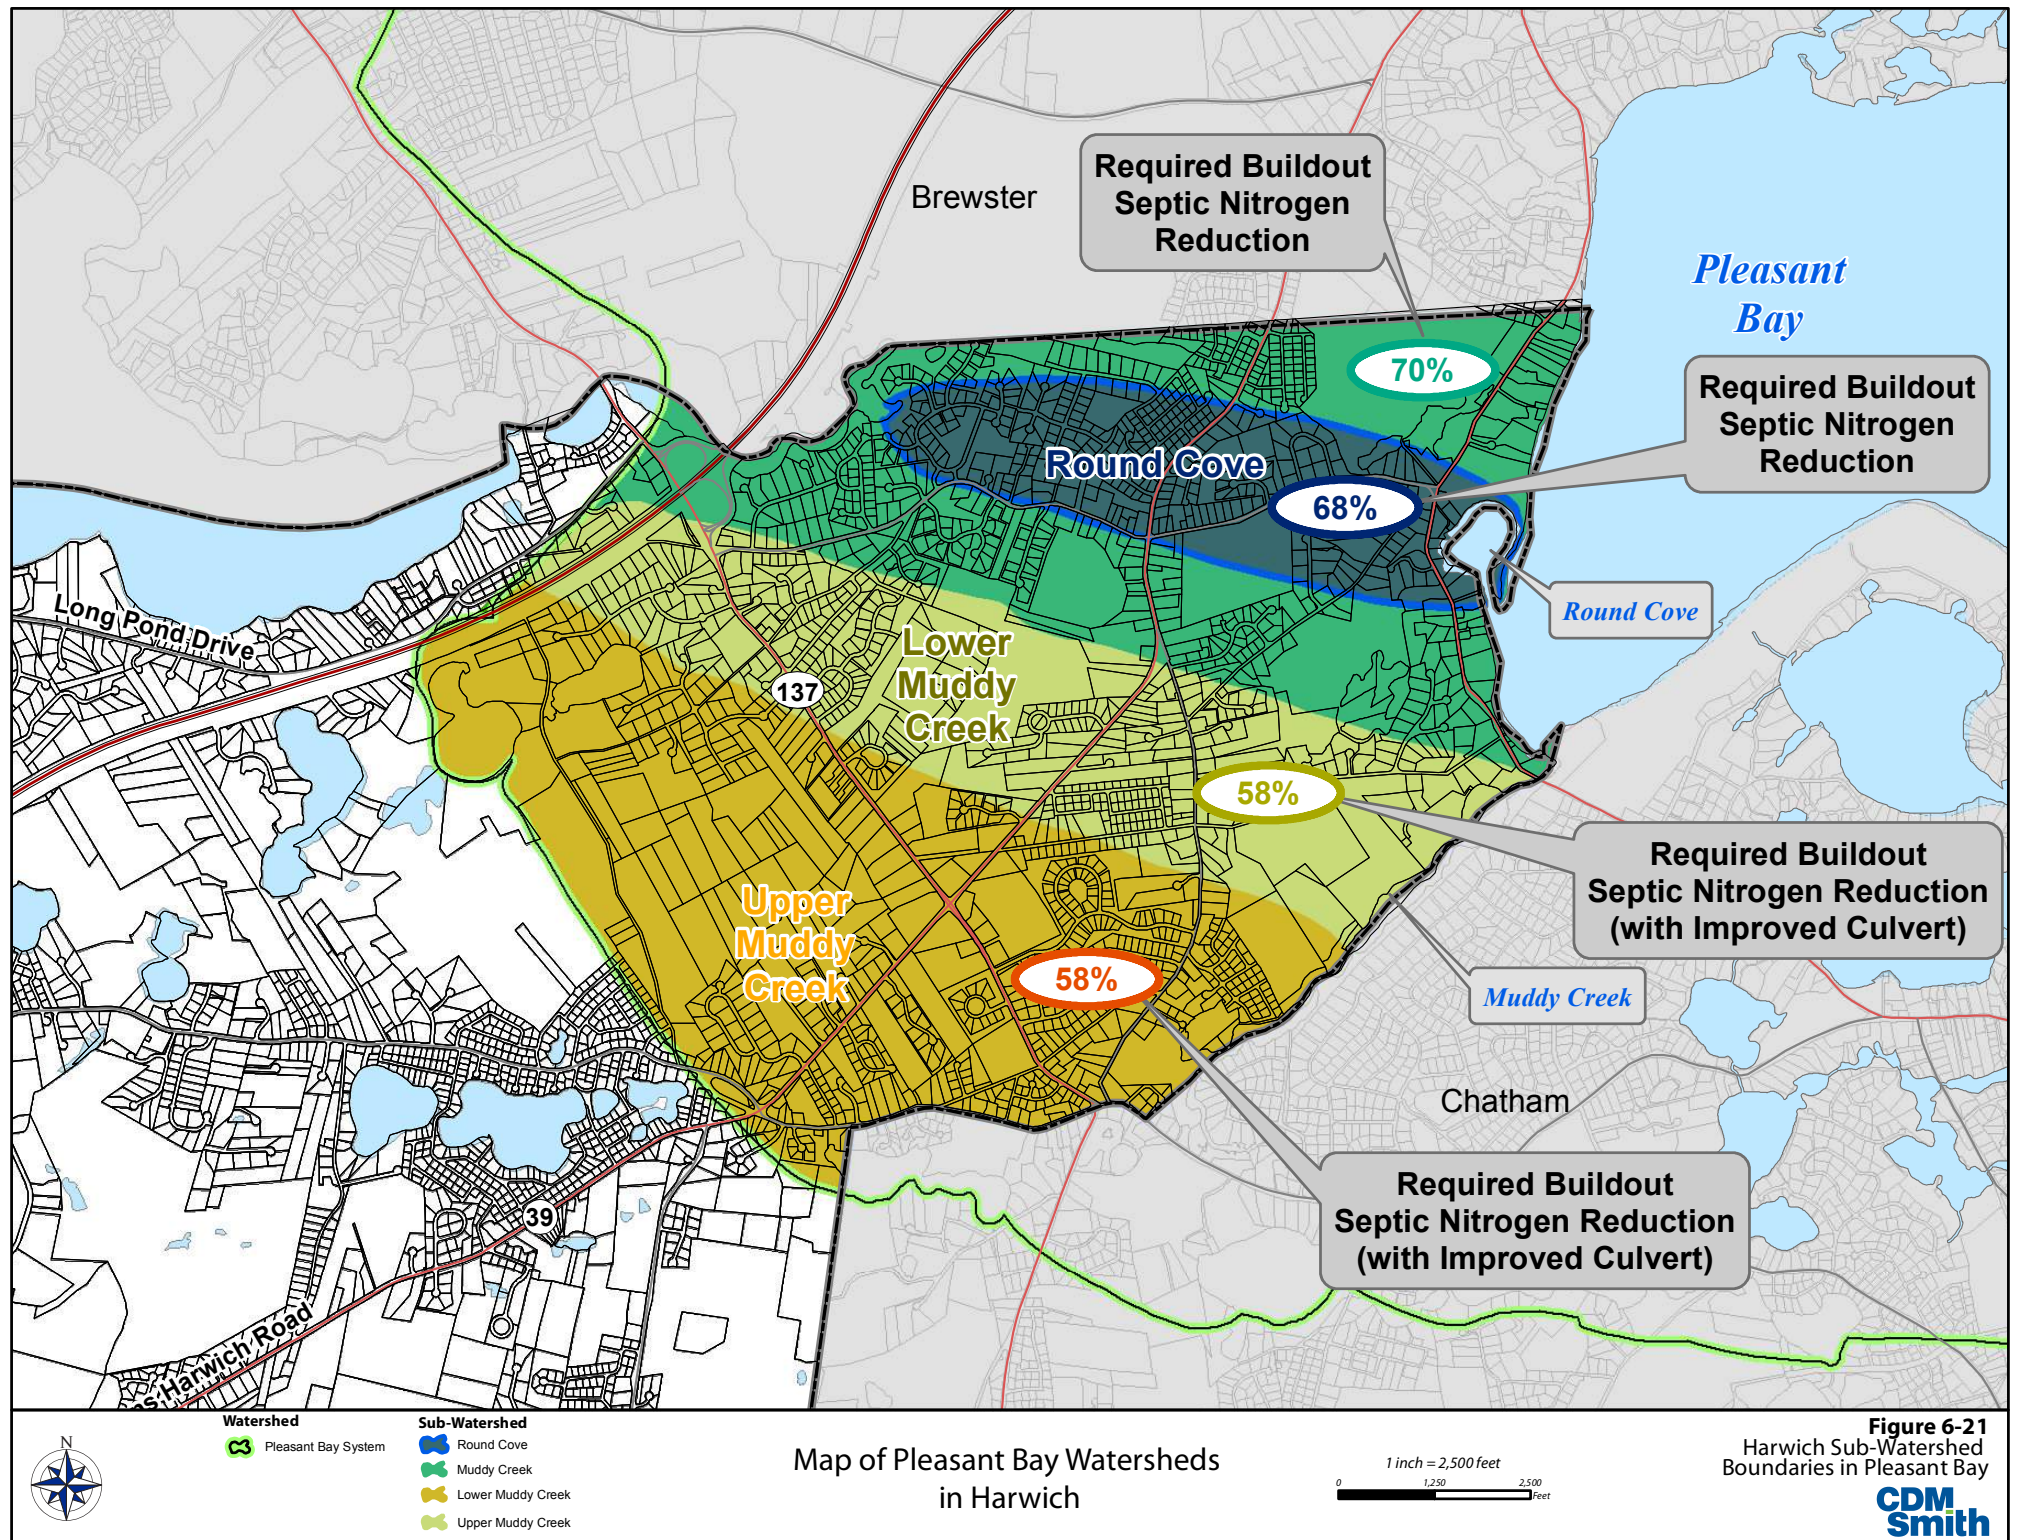 Brewster
Required Buildout
Septic Nitrogen
Reduction
Pleasant
Bay
70%
Required Buildout
Septic Nitrogen
Reduction
Round Cove
68%
Round Cove
Long Pond Drive
Lower
Muddy
Creek
137
58%
Required Buildout
Septic Nitrogen Reduction
(with Improved Culvert)
Upper
Muddy
Creek
58%
Muddy Creek
Chatham
Required Buildout
Septic Nitrogen Reduction
(with Improved Culvert)
39
ns Harwich Road
N
Watershed
Pleasant Bay System
Sub-Watershed
Round Cove
Muddy Creek
Lower Muddy Creek
Upper Muddy Creek
Map of Pleasant Bay Watersheds
in Harwich
1 inch = 2,500 feet
0 1,250 2,500
Feet
Figure 6-21
Harwich Sub-Watershed
Boundaries in Pleasant Bay
CDM
Smith